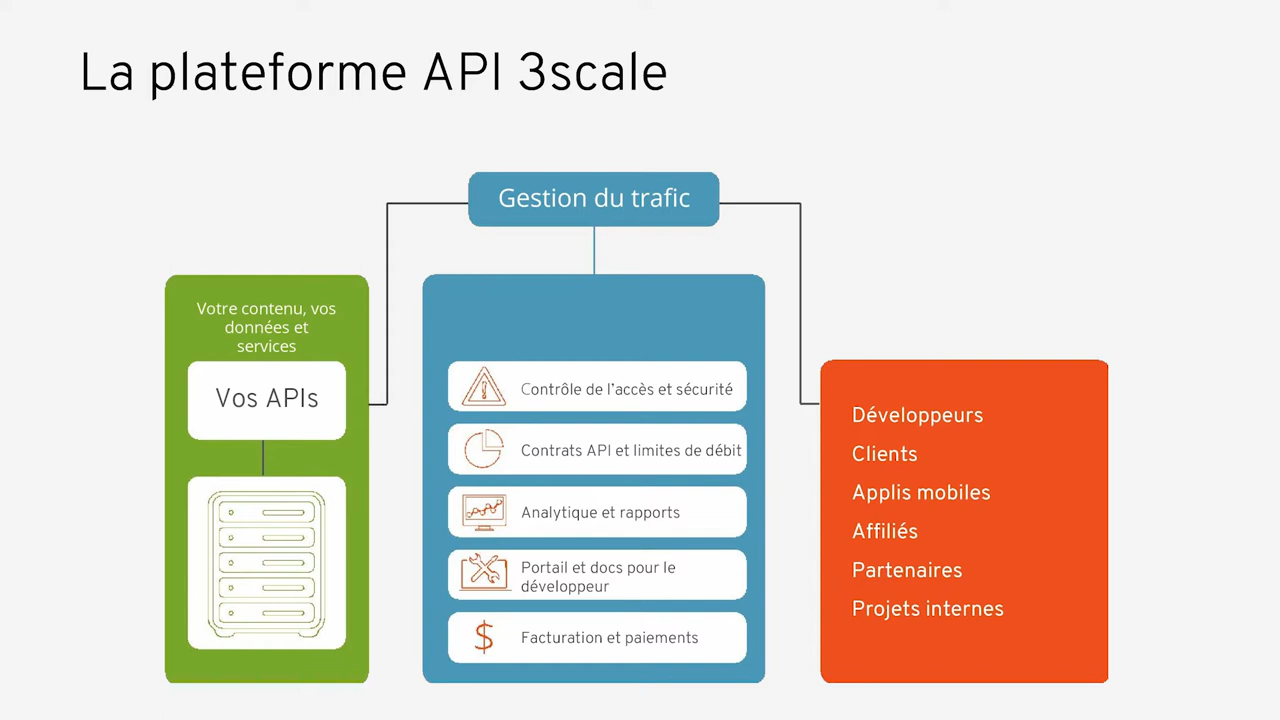 La plateforme API 3scale
Gestion du trafic
Votre contenu, vos
données et
services
Vos APIs
Contrôle de l'accès et sécurité
Contrats API et limites de débit
Analytique et rapports
Portail et docs pour le
développeur
$
Facturation et paiements
Développeurs
Clients
Applis mobiles
Affiliés
Partenaires
Projets internes